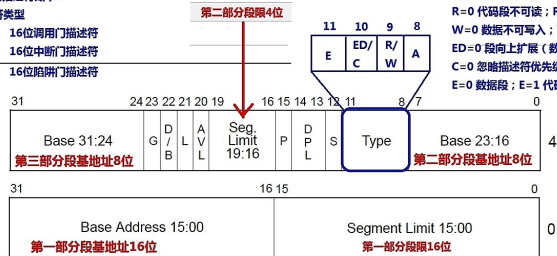 符类型
16位调用门描述符
16位中断门描述符
16位陷阱门描述符
第二部分段限4位
11 10 9 8
E ED/C R/W A
R=0 代码段不可读；R
W=0 数据不可写入；
ED=0 段向上扩展（数
C=0 忽略描述符优先级
E=0 数据段；E=1 代码
31 24 23 22 21 20 19 16 15 14 13 12 11 8 7 0
Base 31:24 G D/B L AVL Seg. Limit 19:16 P DPL S Type Base 23:16 4
第三部分段基地址8位 第二部分段基地址8位
31 16 15 0
Base Address 15:00 Segment Limit 15:00 0
第一部分段基地址16位 第一部分段限16位